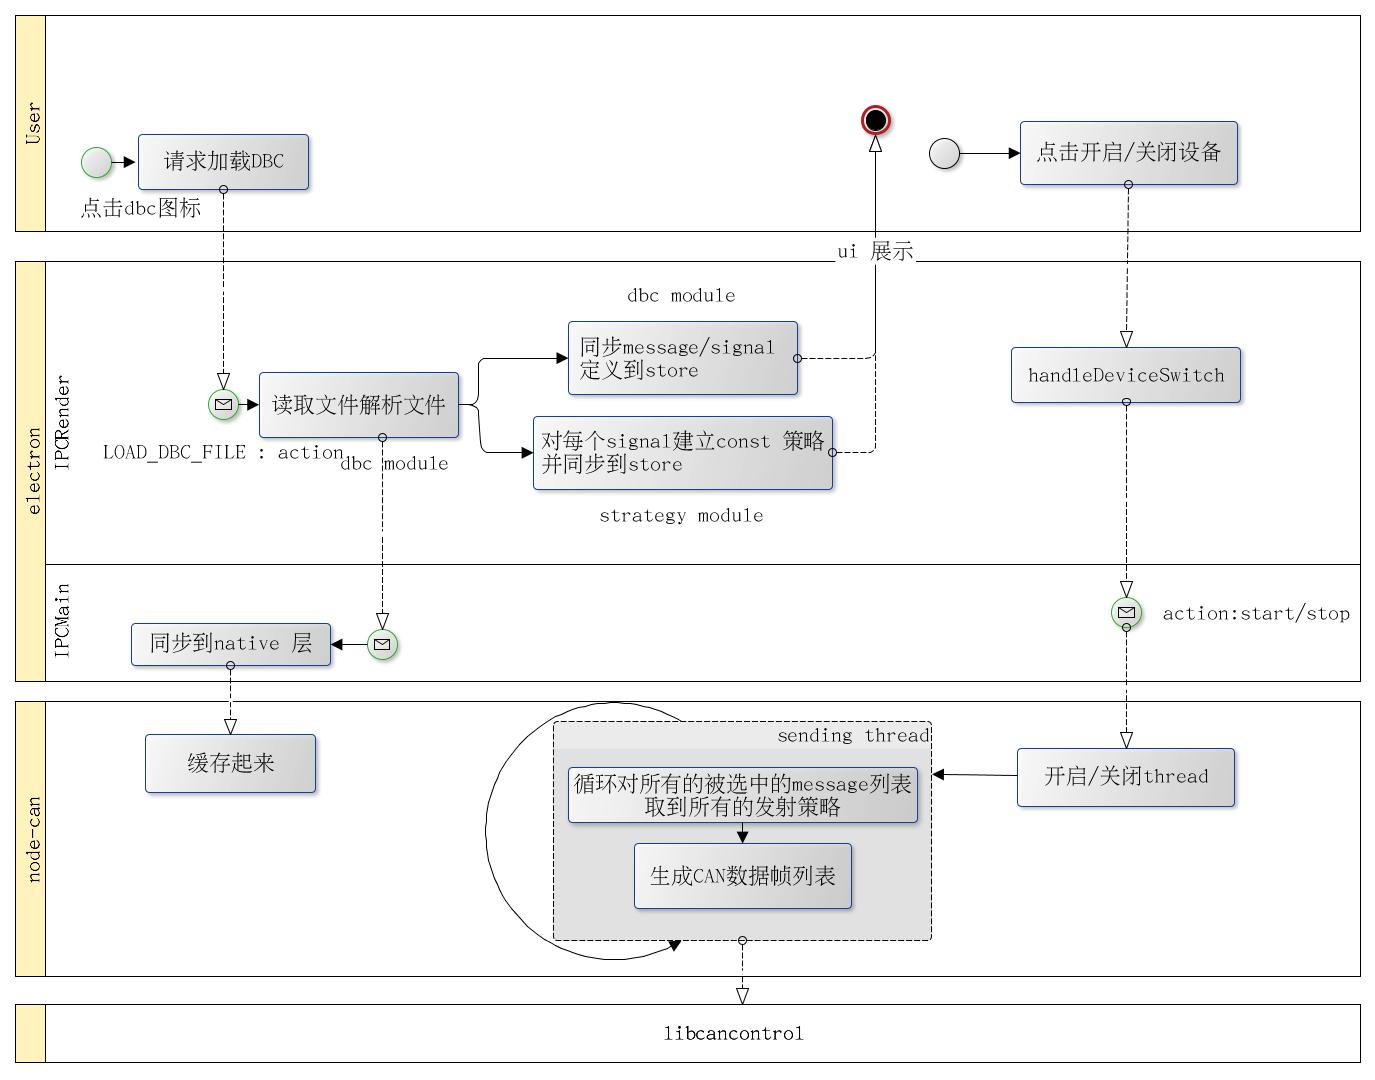 User
请求加载DBC
点击dbc图标
点击开启/关闭设备
ui 展示
electron
IPCRender
dbc module
同步message/signal
定义到store
读取文件解析文件
LOAD_DBC_FILE : action
dbc module
对每个signal建立const 策略
并同步到store
strategy module
handleDeviceSwitch
IPCMain
同步到native 层
action:start/stop
node-can
缓存起来
sending thread
循环对所有的被选中的message列表
取到所有的发射策略
生成CAN数据帧列表
开启/关闭thread
libcancontrol